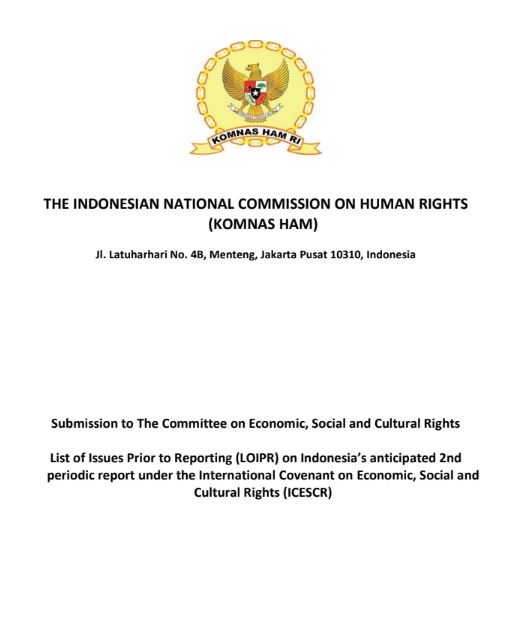 KOMNAS HAM RI
THE INDONESIAN NATIONAL COMMISSION ON HUMAN RIGHTS
(KOMNAS HAM)
Jl. Latuharhari No. 4B, Menteng, Jakarta Pusat 10310, Indonesia
Submission to The Committee on Economic, Social and Cultural Rights
List of Issues Prior to Reporting (LOIPR) on Indonesia’s anticipated 2nd
periodic report under the International Covenant on Economic, Social and
Cultural Rights (ICESCR)